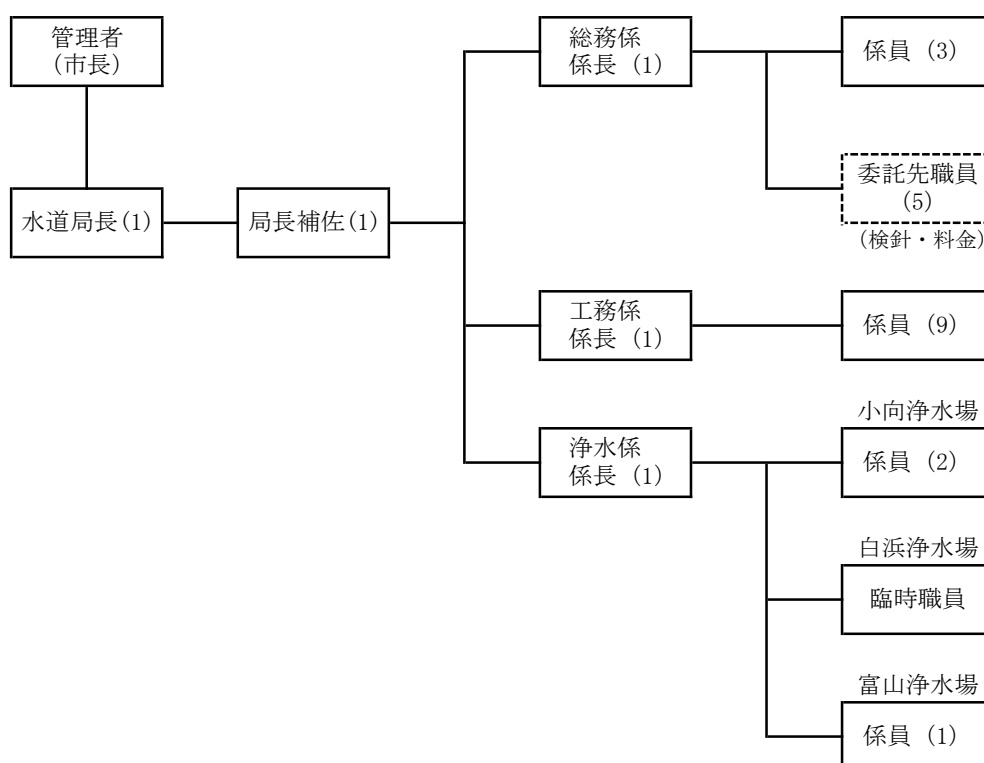 管理者
(市長)
総務係
係長 (1)
係員 (3)
委託先職員
(5)
(検針・料金)
水道局長(1)
局長補佐(1)
工務係
係長 (1)
係員 (9)
小向浄水場
浄水係
係長 (1)
係員 (2)
白浜浄水場
臨時職員
富山浄水場
係員 (1)